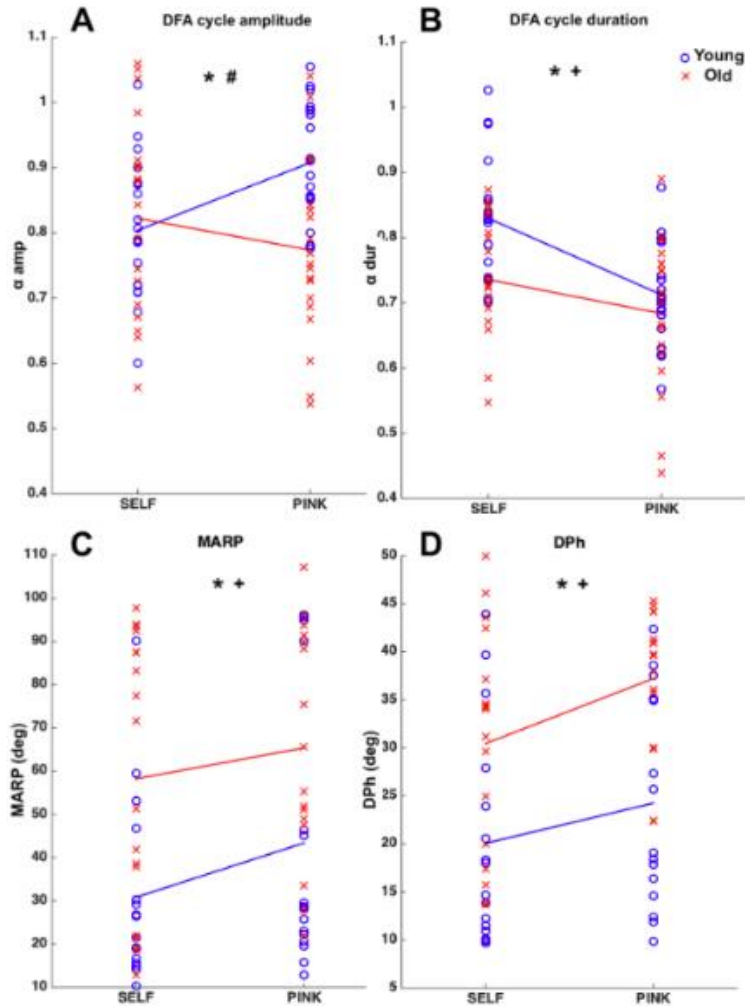 A
DFA cycle amplitude
* #
α amp
1.1
1
0.9
0.8
0.7
0.6
0.5
0.4
SELF
PINK
B
DFA cycle duration
* +
Young
Old
α dur
1.1
1
0.9
0.8
0.7
0.6
0.5
0.4
SELF
PINK
C
MARP
* +
MARP (deg)
110
100
90
80
70
60
50
40
30
20
10
SELF
PINK
D
DPh
* +
DPh (deg)
50
45
40
35
30
25
20
15
10
5
SELF
PINK